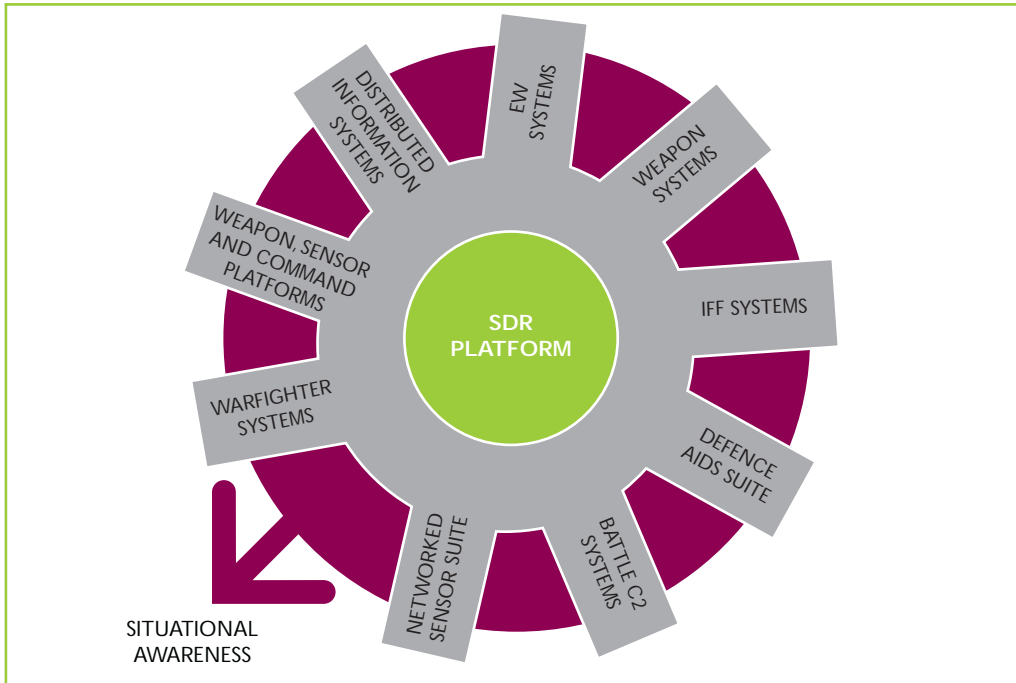 EW
SYSTEMS
WEAPON
SYSTEMS
IFF SYSTEMS
DEFENCE
AIDS SUITE
BATTLE C2
SYSTEMS
NETWORKED
SENSOR SUITE
WARFIGHTER
SYSTEMS
WEAPON, SENSOR
AND COMMAND
PLATFORMS
DISTRIBUTED
INFORMATION
SYSTEMS
SDR
PLATFORM
SITUATIONAL
AWARENESS